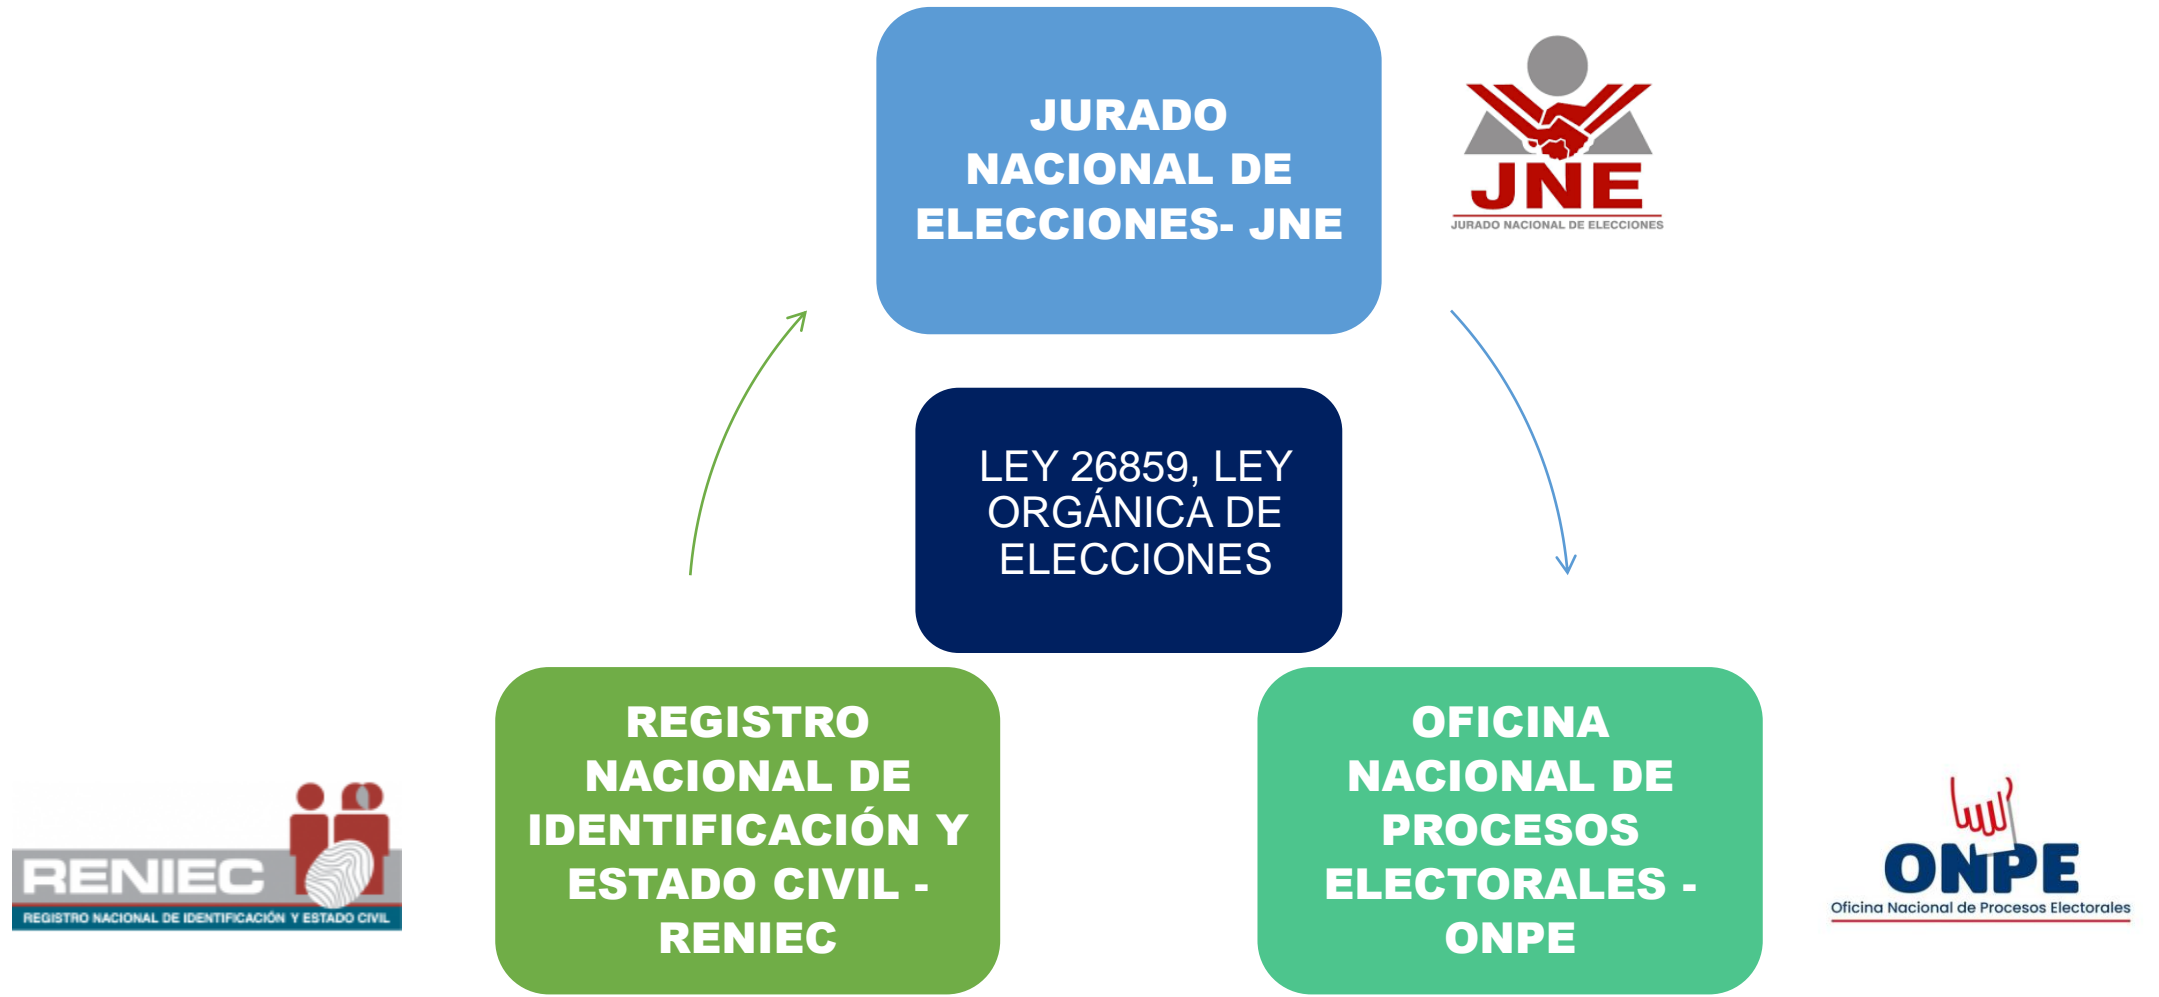 JURADO
NACIONAL DE
ELECCIONES- JNE
JNE
JURADO NACIONAL DE ELECCIONES
LEY 26859, LEY
ORGÁNICA DE
ELECCIONES
REGISTRO
NACIONAL DE
IDENTIFICACIÓN Y
ESTADO CIVIL -
RENIEC
OFICINA
NACIONAL DE
PROCESOS
ELECTORALES -
ONPE
RENIEC
REGISTRO NACIONAL DE IDENTIFICACIÓN Y ESTADO CIVIL
ONPE
Oficina Nacional de Procesos Electorales